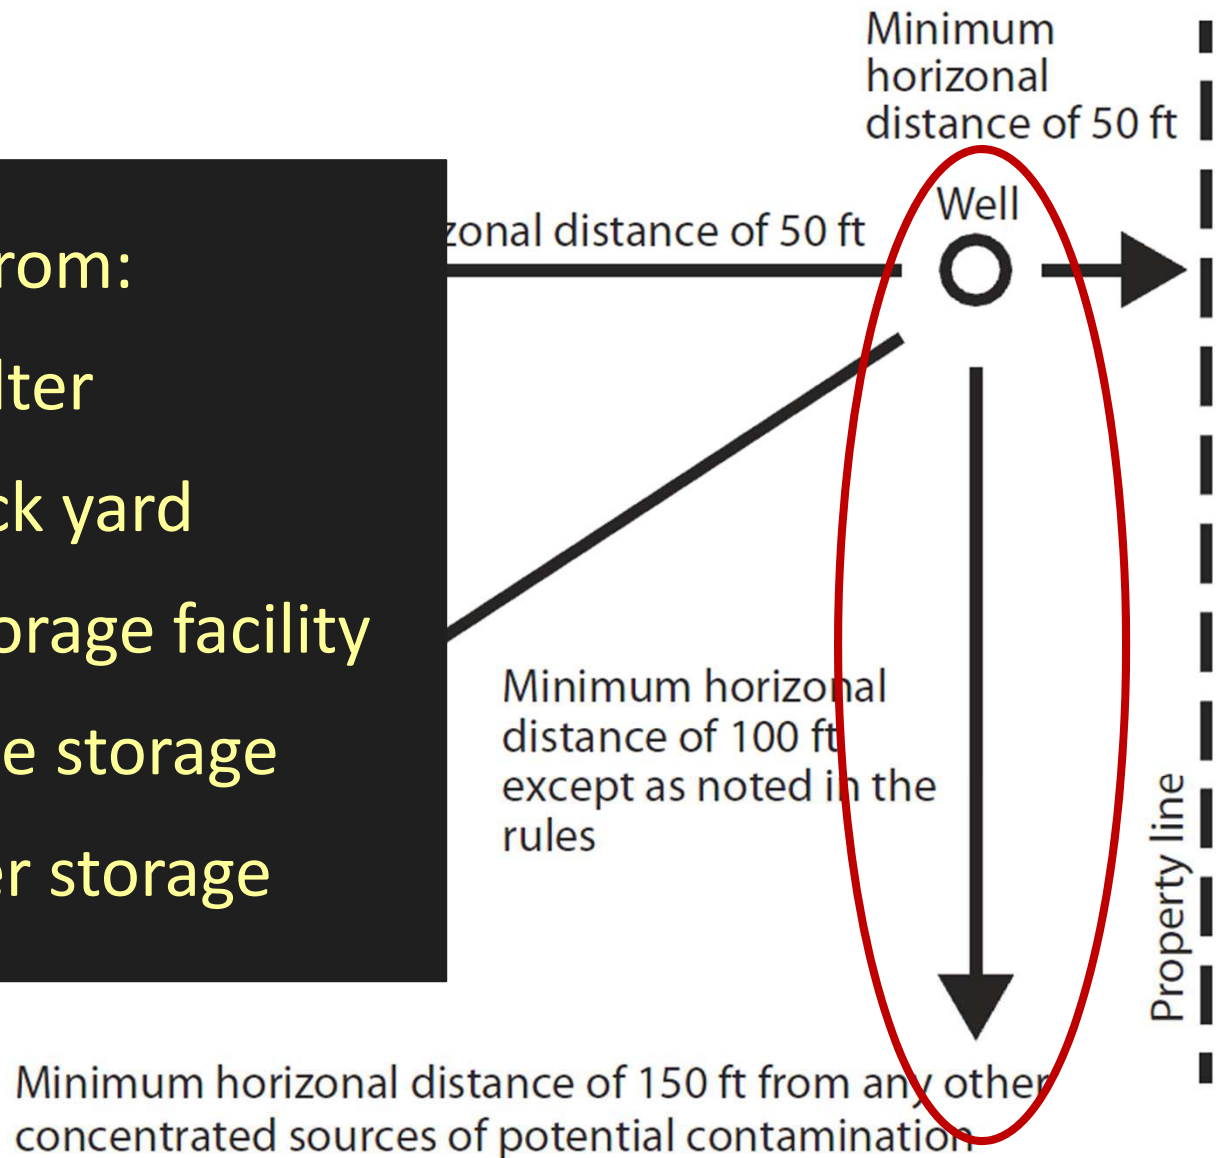 Minimum
horizonal
distance of 50 ft
Well
zonal distance of 50 ft
rom:
lter
ck yard
orage facility
e storage
er storage
Minimum horizonal
distance of 100 ft
except as noted in the
rules
Property line
Minimum horizonal distance of 150 ft from any other
concentrated sources of potential contamination